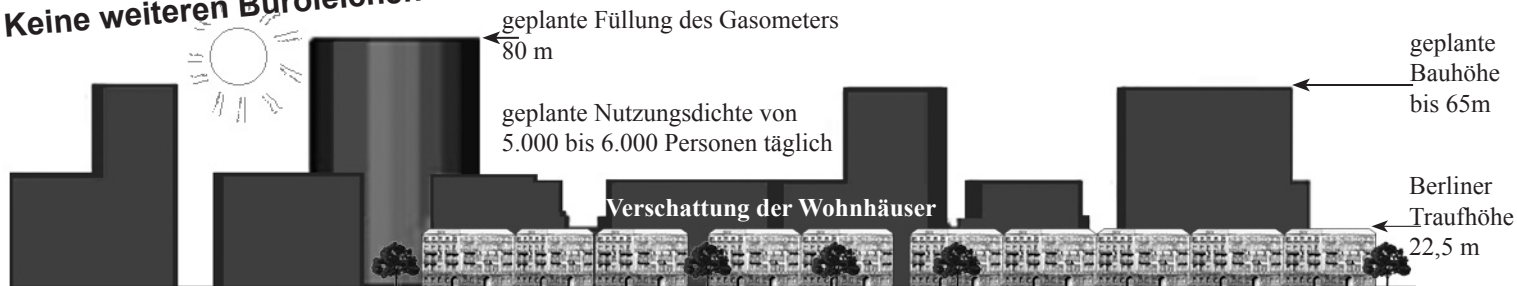 Keine weiteren Büroleichen
geplante Füllung des Gasometers
80 m
geplante Nutzungsdichte von
5.000 bis 6.000 Personen täglich
geplante
Bauhöhe
bis 65m
Verschattung der Wohnhäuser
Berliner
Traufhöhe
22,5 m